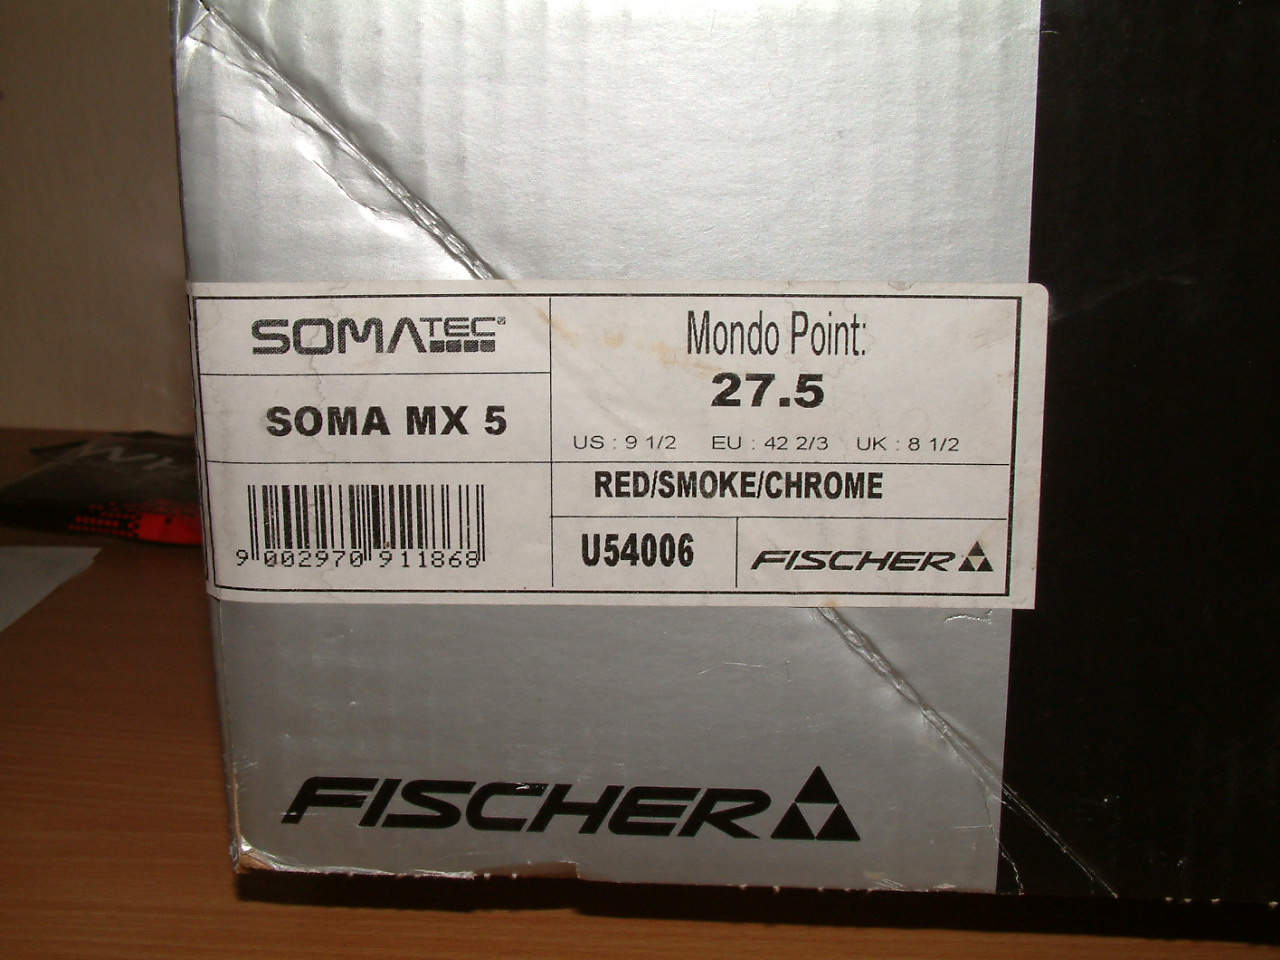 SOMATEC®
SOMA MX 5
9 002970 911868
Mondo Point:
27.5
US : 9 1/2 EU : 42 2/3 UK : 8 1/2
RED/SMOKE/CHROME
U54006
FISCHER
FISCHER